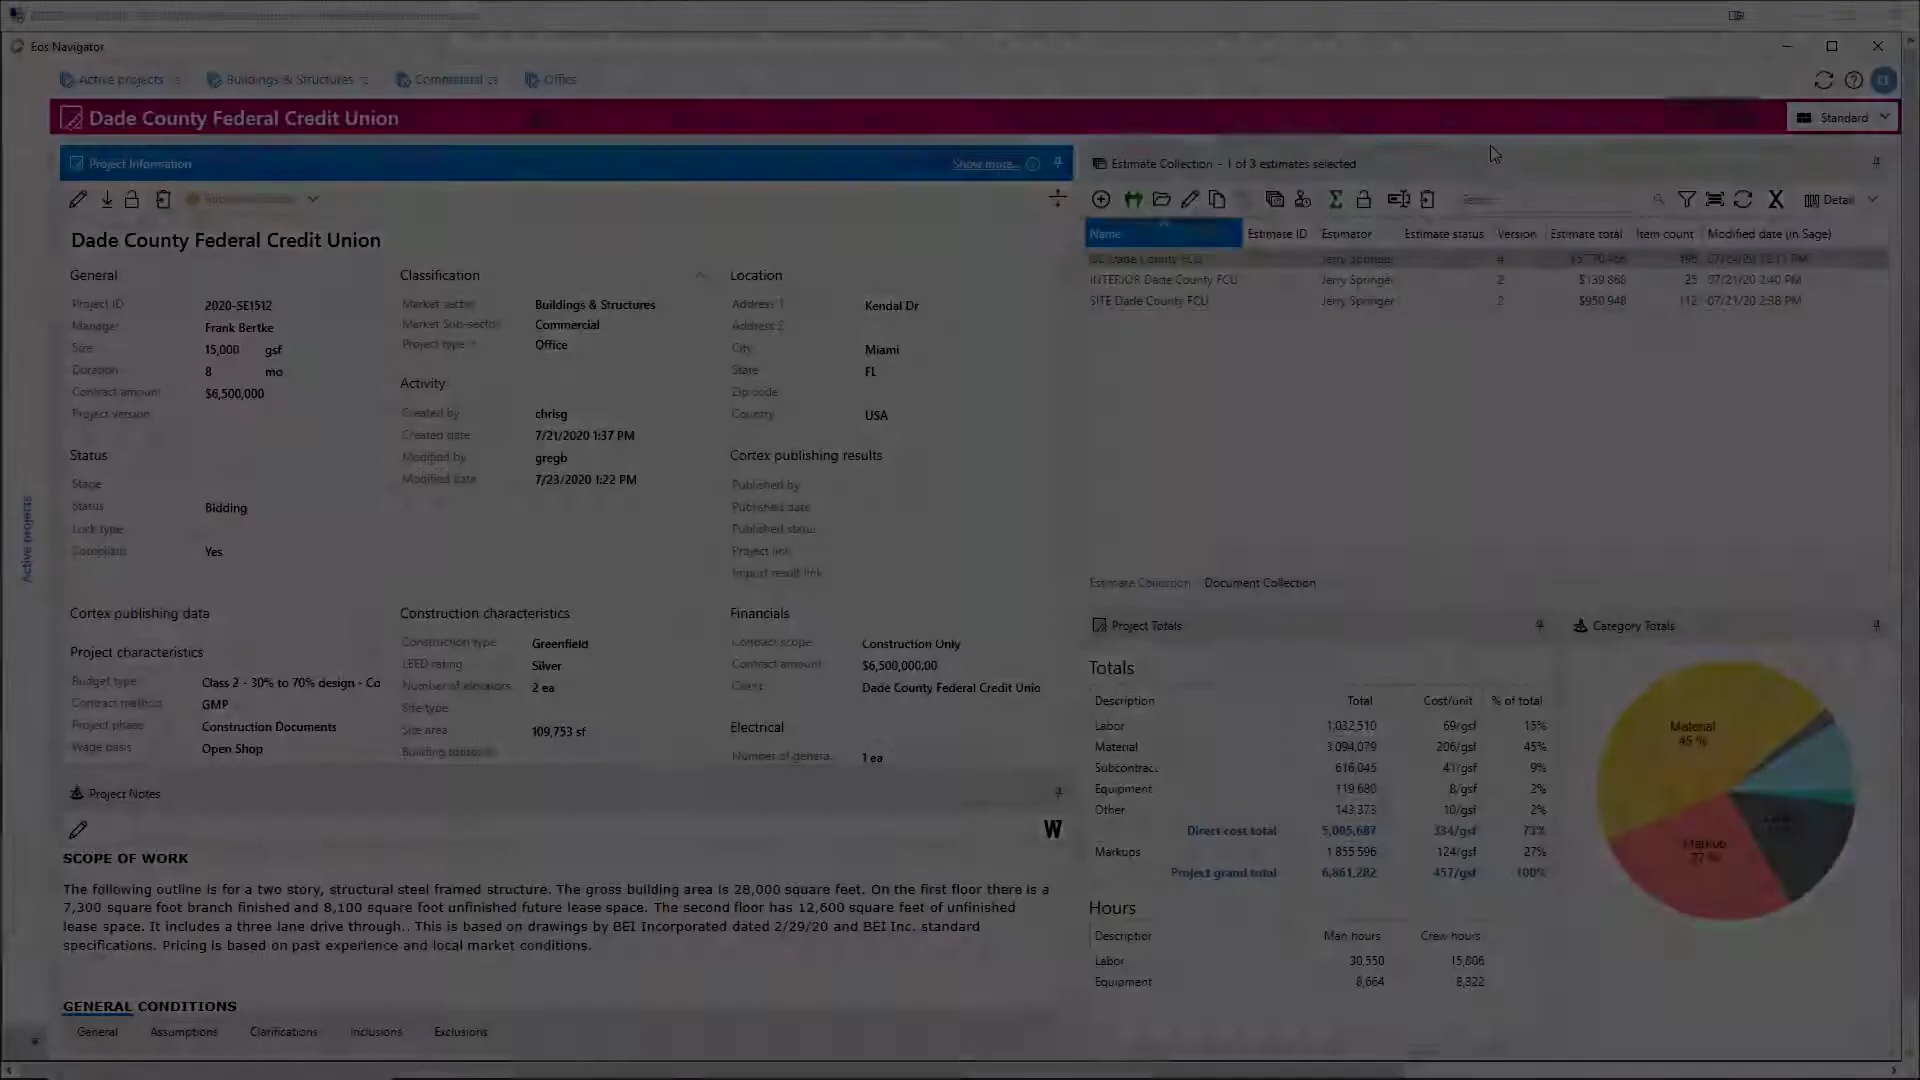 Eos Navigator
Active projects
Buildings & Structures
Commercial
Office
CL
Dade County Federal Credit Union
Standard
Project Information
Show more...
Dade County Federal Credit Union
General
Project ID 2020-SE1512
Manager Frank Bertke
Size 15,000 gsf
Duration 8 mo
Contract amount $6,500,000
Project version
Status
Stage
Status Bidding
Lock type
Compliant Yes
Classification
Market sector Buildings & Structures
Market Sub-sector Commercial
Project type Office
Activity
Created by chrisg
Created date 7/21/2020 1:37 PM
Modified by gregb
Modified date 7/23/2020 1:22 PM
Location
Address 1 Kendal Dr
Address 2
City Miami
State FL
Zip code
Country USA
Cortex publishing results
Published by
Published date
Published status
Project link
Import result link
Cortex publishing data
Project characteristics
Budget type Class 2 - 30% to 70% design - Co
Contract method GMP
Project phase Construction Documents
Wage basis Open Shop
Construction characteristics
Construction type Greenfield
LEED rating Silver
Number of elevators 2 ea
Site type
Site area 109,753 sf
Building
Financials
Contract scope Construction Only
Contract amount $6,500,000.00
Client Dade County Federal Credit Unio
Electrical
Number of genera. 1 ea
Active projects
Project Notes
W
SCOPE OF WORK
The following outline is for a two story, structural steel framed structure. The gross building area is 28,000 square feet. On the first floor there is a
7,300 square foot branch finished and 8,100 square foot unfinished future lease space. The second floor has 12,600 square feet of unfinished
lease space. It includes a three lane drive through.. This is based on drawings by BEI Incorporated dated 2/29/20 and BEI Inc. standard
specifications. Pricing is based on past experience and local market conditions.
GENERAL CONDITIONS
General Assumptions Clarifications Inclusions Exclusions
Estimate Collection - 1 of 3 estimates selected
Search
Detail
Name Estimate ID Estimator Estimate status Version Estimate total Item count Modified date (in Sage)
Dade County FCU Jerry Springer 4
INTERIOR Dade County FCU Jerry Springer 2 $139,868 25 07/21/20 2:40 PM
SITE Dade County FCU Jerry Springer 2 $950,948 112 07/21/20 2:38 PM
Estimate Collection Document Collection
Project Totals
Totals
Description Total Cost/unit % of total
Labor 1,032,510 69/gsf 15%
Material 3,094,079 206/gsf 45%
Subcontrac. 616,045 41/gsf 9%
Equipment 119,680 8/gsf 2%
Other 143,373 10/gsf 2%
Direct cost total 5,005,687 334/gsf 73%
Markups 1,855,596 124/gsf 27%
Project grand total 6,861,282 457/gsf 100%
Hours
Description Man hours Crew hours
Labor 30,550 15,806
Equipment 8,664 8,322
Category Totals
Material
45 %
Markup
27 %